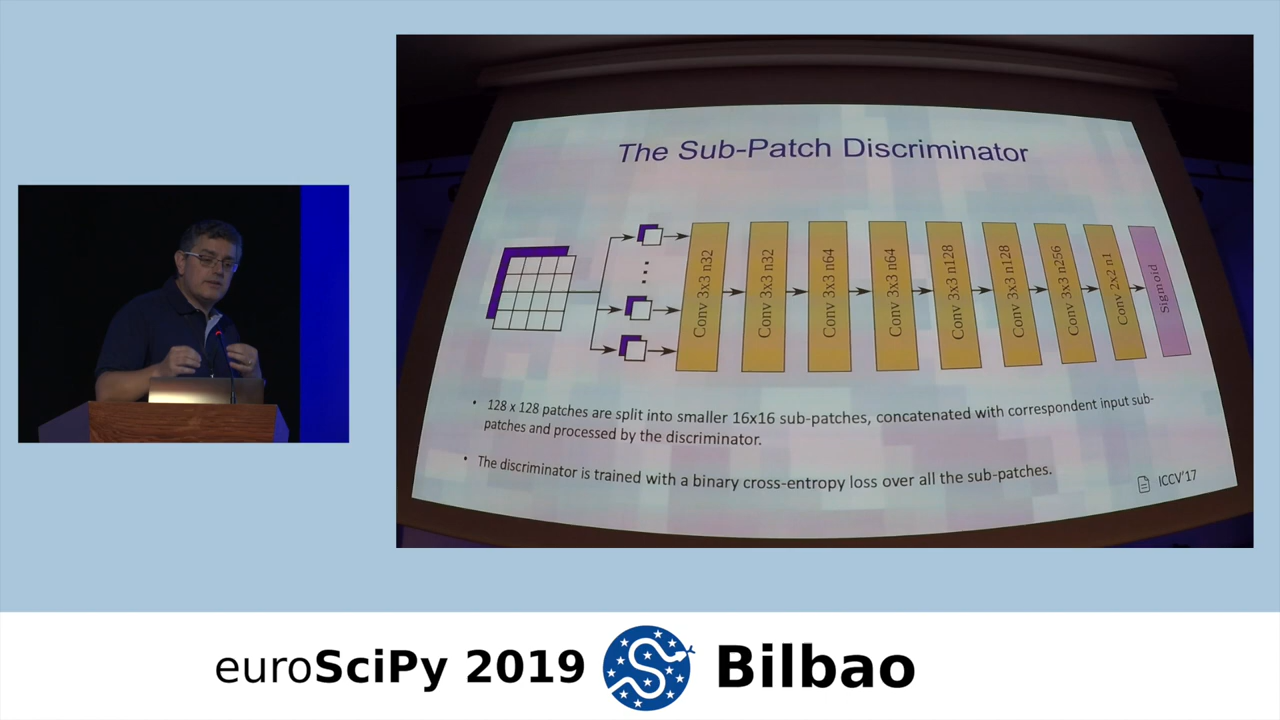 The Sub-Patch Discriminator
Conv 3x3 n32
Conv 3x3 n32
Conv 3x3 n64
Conv 3x3 n64
Conv 3x3 n128
Conv 3x3 n128
Conv 3x3 n256
Conv 2x2 n1
Sigmoid
• 128 x 128 patches are split into smaller 16x16 sub-patches, concatenated with correspondent input sub-
patches and processed by the discriminator.
• The discriminator is trained with a binary cross-entropy loss over all the sub-patches.
ICCV'17
euroSciPy 2019 Bilbao